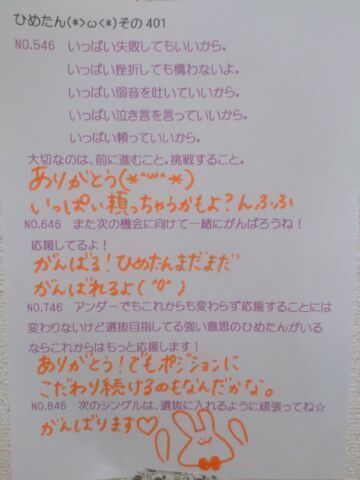 ひめたん(*>ω<*)その401
NO.546 いっぱい失敗してもいいから。
いっぱい挫折しても構わないよ。
いっぱい弱音を吐いていいから。
いっぱい泣き言を言っていいから。
いっぱい頼っていいから。
大切なのは、前に進むこと。挑戦すること。
ありがとう(*^ω^*)
いっぱい頼っちゃうかもよ?んふふ
NO.646 また次の機会に向けて一緒にがんばろうね!
応援してるよ!
がんばる!ひめたんまだまだ
がんばれるよ(^0^)
NO.746 アンダーでもこれからも変わらず応援することには
変わりないけど選抜目指してる強い意思のひめたんがいる
ならこれからはもっと応援します!
ありがとう!でもポジションに
こだわり続けるのもなんだかな。
NO.846 次のシングルは、選抜に入れるように頑張ってね☆
がんばります♡